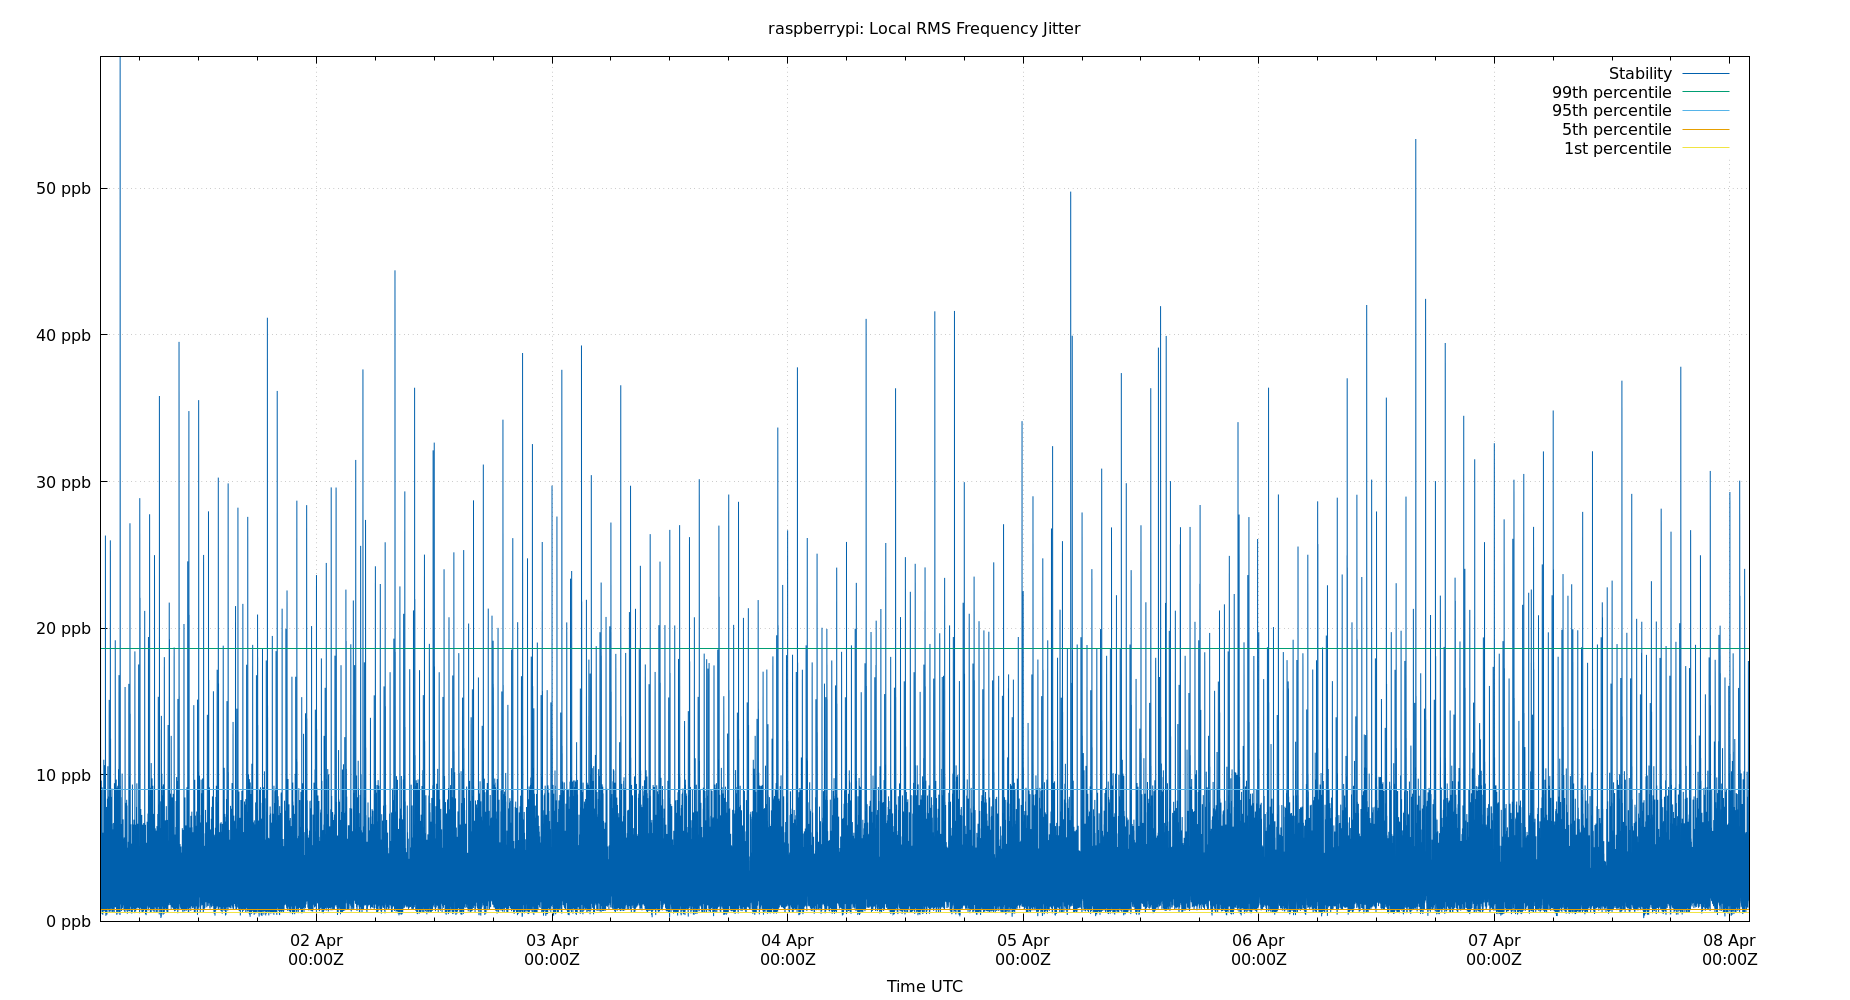 raspberrypi: Local RMS Frequency Jitter
Stability
99th percentile
95th percentile
5th percentile
1st percentile
50 ppb
40 ppb
30 ppb
20 ppb
10 ppb
0 ppb
02 Apr
00:00Z
03 Apr
00:00Z
04 Apr
00:00Z
05 Apr
00:00Z
06 Apr
00:00Z
07 Apr
00:00Z
08 Apr
00:00Z
Time UTC